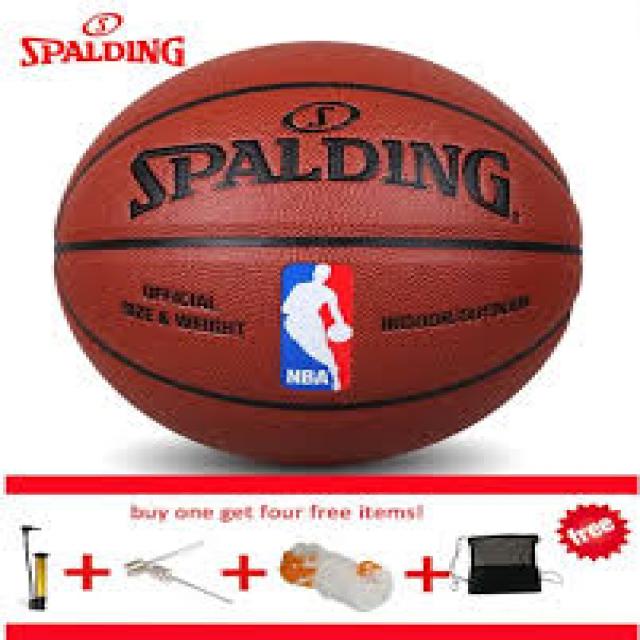 SPALDING
SPALDING
OFFICIAL
SIZE & WEIGHT
INDOOR/OUTDOOR
NBA
buy one get four free items!
free